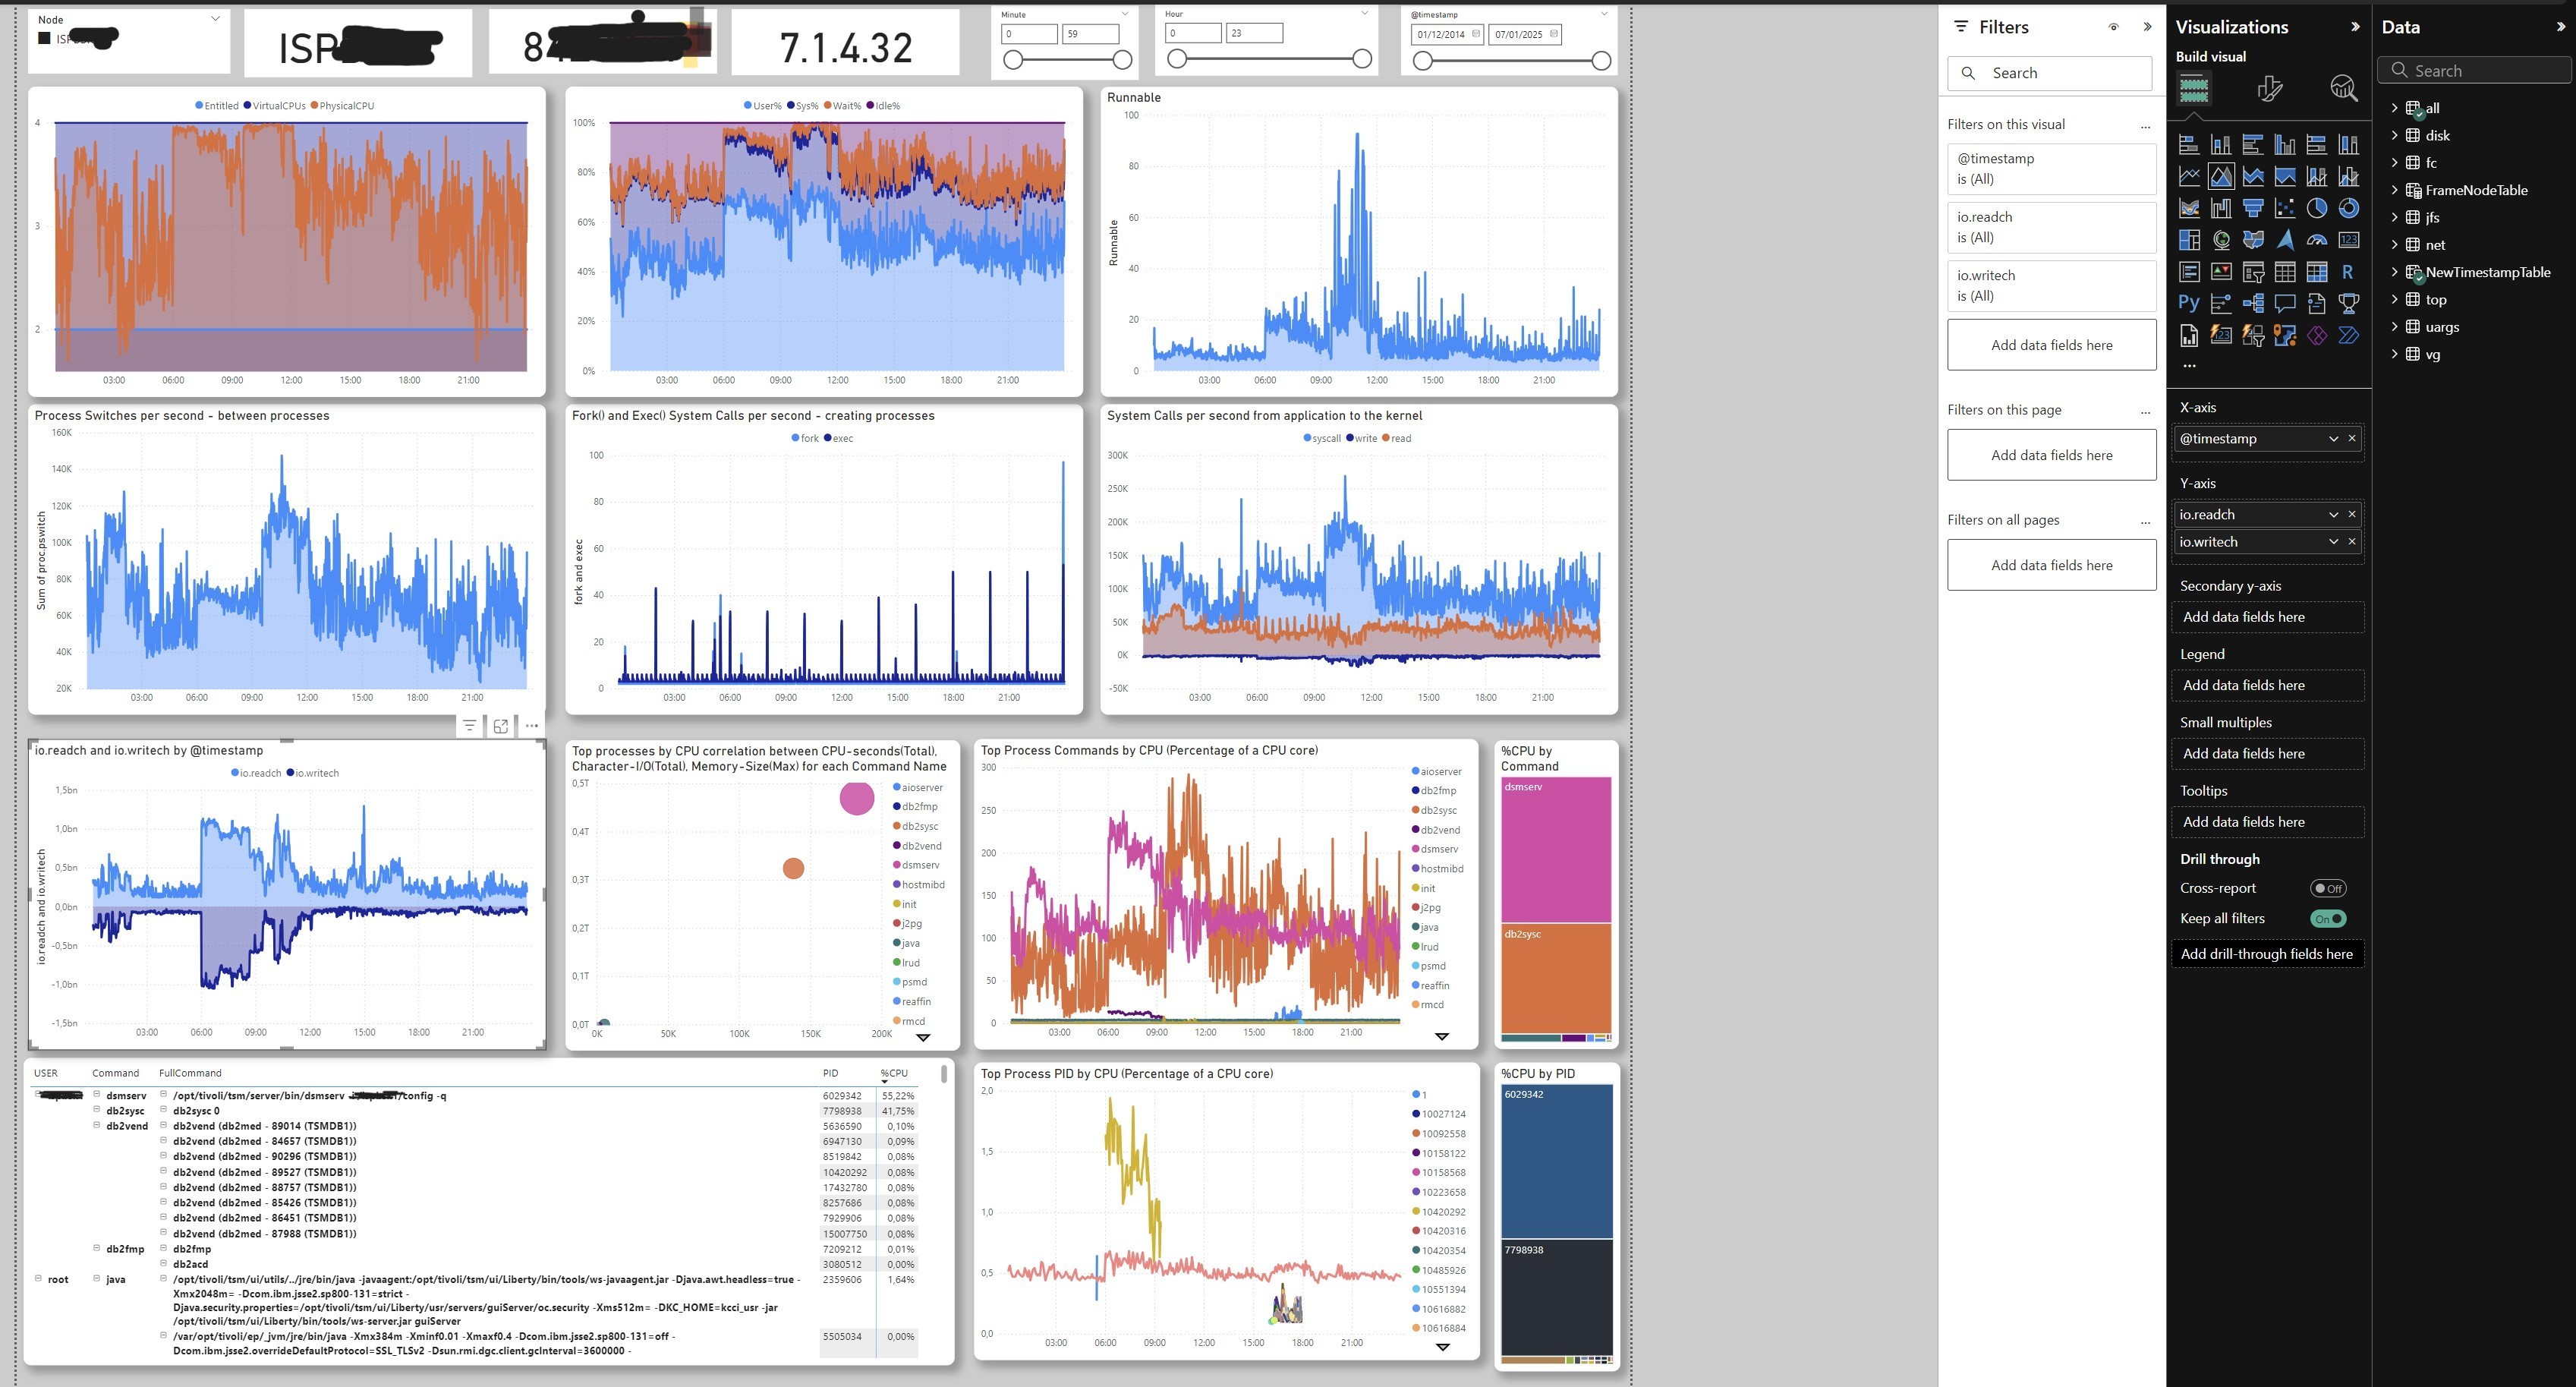 Node
ISP
ISP
8
7.1.4.32
Minute
0
59
Hour
0
23
@timestamp
01/12/2014
07/01/2025
Entitled VirtualCPUs PhysicalCPU
4
3
2
03:00 06:00 09:00 12:00 15:00 18:00 21:00
User% Sys% Wait% Idle%
100%
80%
60%
40%
20%
0%
03:00 06:00 09:00 12:00 15:00 18:00 21:00
Runnable
Runnable
100
80
60
40
20
0
03:00 06:00 09:00 12:00 15:00 18:00 21:00
Process Switches per second - between processes
Sum of proc.pswitch
160K
140K
120K
100K
80K
60K
40K
20K
03:00 06:00 09:00 12:00 15:00 18:00 21:00
Fork() and Exec() System Calls per second - creating processes
fork exec
fork and exec
100
80
60
40
20
0
03:00 06:00 09:00 12:00 15:00 18:00 21:00
System Calls per second from application to the kernel
syscall write read
300K
250K
200K
150K
100K
50K
0K
-50K
03:00 06:00 09:00 12:00 15:00 18:00 21:00
io.readch and io.writech by @timestamp
io.readch io.writech
io.readch and io.writech
1,5bn
1,0bn
0,5bn
0,0bn
-0,5bn
-1,0bn
-1,5bn
03:00 06:00 09:00 12:00 15:00 18:00 21:00
Top processes by CPU correlation between CPU-seconds(Total),
Character-I/O(Total), Memory-Size(Max) for each Command Name
0,5T
0,4T
0,3T
0,2T
0,1T
0,0T
0K 50K 100K 150K 200K
aioserver
db2fmp
db2sysc
db2vend
dsmserv
hostmibd
init
j2pg
java
lrud
psmd
reaffin
rmcd
Top Process Commands by CPU (Percentage of a CPU core)
300
250
200
150
100
50
0
03:00 06:00 09:00 12:00 15:00 18:00 21:00
aioserver
db2fmp
db2sysc
db2vend
dsmserv
hostmibd
init
j2pg
java
lrud
psmd
reaffin
rmcd
%CPU by
Command
dsmserv
db2sysc
USER Command FullCommand PID %CPU
dsmserv /opt/tivoli/tsm/server/bin/dsmserv /config -q 6029342 55,22%
db2sysc db2sysc 0 7798938 41,75%
db2vend db2vend (db2med - 89014 (TSMDB1)) 5636590 0,10%
db2vend (db2med - 84657 (TSMDB1)) 6947130 0,09%
db2vend (db2med - 90296 (TSMDB1)) 8519842 0,08%
db2vend (db2med - 89527 (TSMDB1)) 10420292 0,08%
db2vend (db2med - 88757 (TSMDB1)) 17432780 0,08%
db2vend (db2med - 85426 (TSMDB1)) 8257686 0,08%
db2vend (db2med - 86451 (TSMDB1)) 7929906 0,08%
db2vend (db2med - 87988 (TSMDB1)) 15007750 0,08%
db2fmp db2fmp 7209212 0,01%
db2acd 3080512 0,00%
root java /opt/tivoli/tsm/ui/utils/../jre/bin/java -javaagent:/opt/tivoli/tsm/ui/Liberty/bin/tools/ws-javaagent.jar -Djava.awt.headless=true - 2359606 1,64%
Xmx2048m= -Dcom.ibm.jsse2.sp800-131=strict -
Djava.security.properties=/opt/tivoli/tsm/ui/Liberty/usr/servers/guiServer/oc.security -Xms512m= -DKC_HOME=kcci_usr -jar
/opt/tivoli/tsm/ui/Liberty/bin/tools/ws-server.jar guiServer
/var/opt/tivoli/ep/_jvm/jre/bin/java -Xmx384m -Xminf0.01 -Xmaxf0.4 -Dcom.ibm.jsse2.sp800-131=off - 5505034 0,00%
Dcom.ibm.jsse2.overrideDefaultProtocol=SSL_TLSv2 -Dsun.rmi.dgc.client.gcInterval=3600000 -
Top Process PID by CPU (Percentage of a CPU core)
2,0
1,5
1,0
0,5
0,0
03:00 06:00 09:00 12:00 15:00 18:00 21:00
1
10027124
10092558
10158122
10158568
10223658
10420292
10420316
10420354
10485926
10551394
10616882
10616884
%CPU by PID
6029342
7798938
Filters
Search
Filters on this visual
@timestamp
is (All)
io.readch
is (All)
io.writech
is (All)
Add data fields here
Filters on this page
Add data fields here
Filters on all pages
Add data fields here
Visualizations
Build visual
123
R
Py
X-axis
@timestamp
Y-axis
io.readch
io.writech
Secondary y-axis
Add data fields here
Legend
Add data fields here
Small multiples
Add data fields here
Tooltips
Add data fields here
Drill through
Cross-report
Off
Keep all filters
On
Add drill-through fields here
Data
Search
all
disk
fc
FrameNodeTable
jfs
net
NewTimestampTable
top
uargs
vg